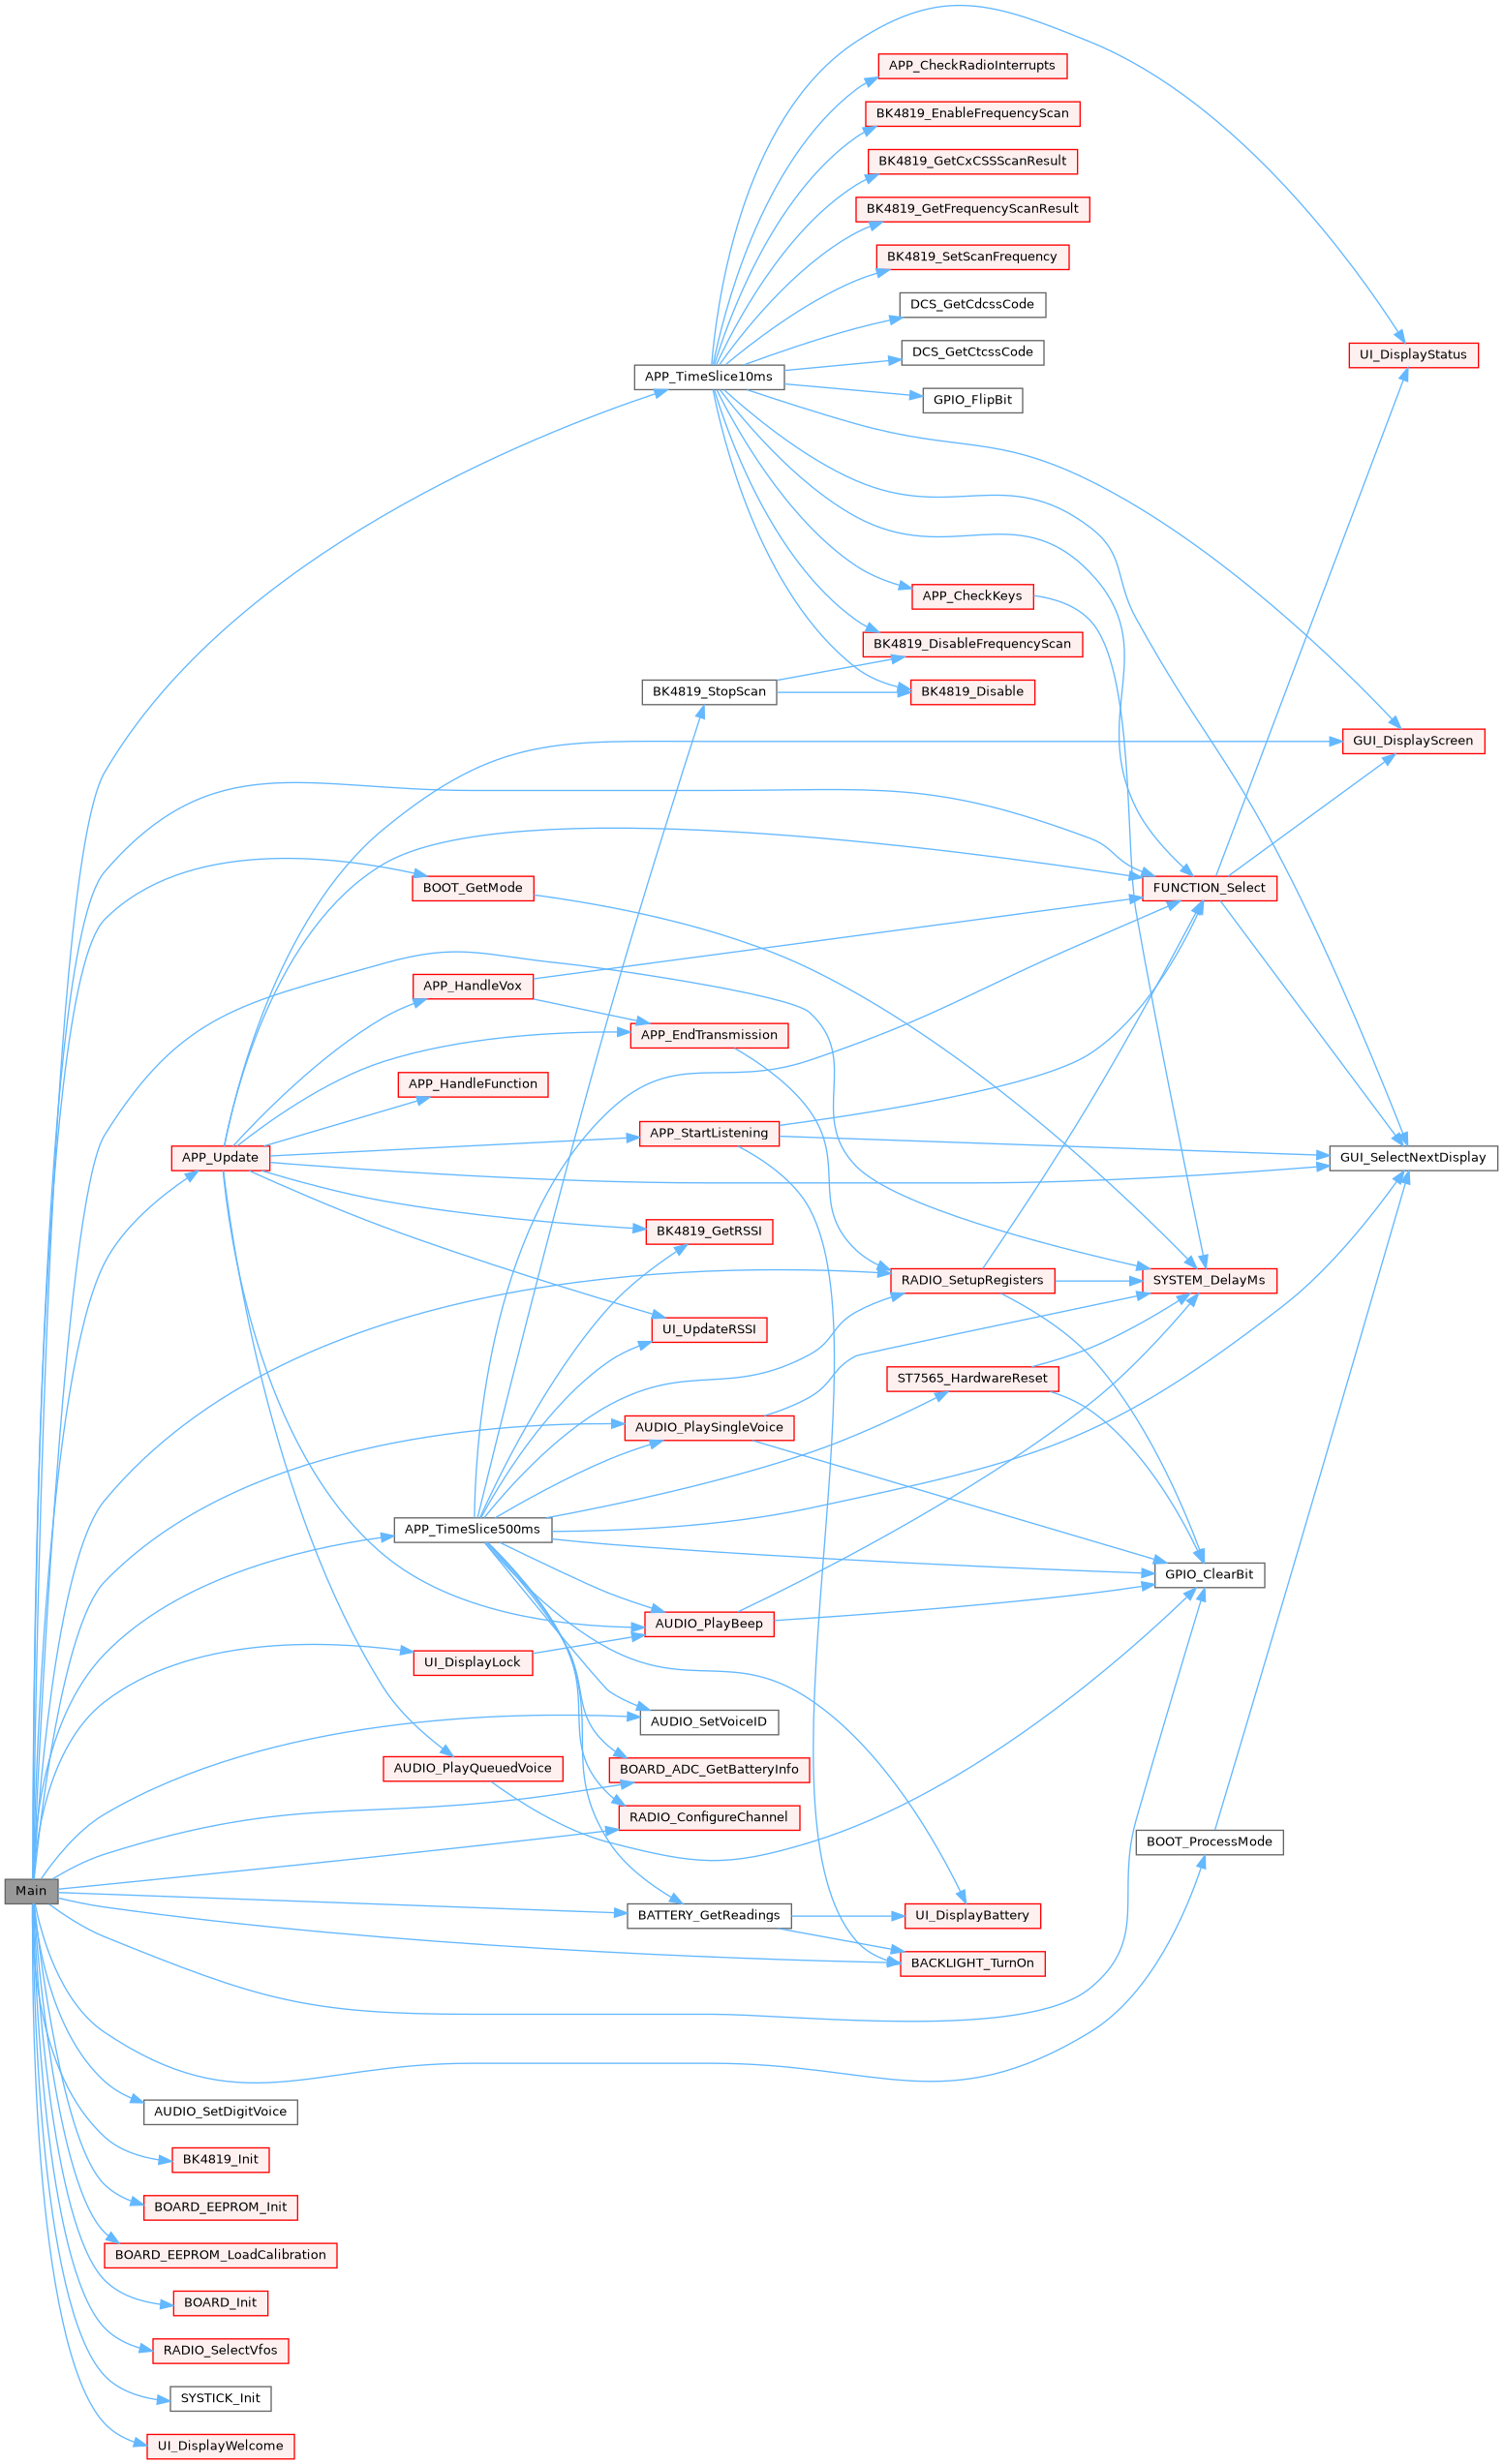 APP_CheckRadioInterrupts
BK4819_EnableFrequencyScan
BK4819_GetCxCSSScanResult
BK4819_GetFrequencyScanResult
BK4819_SetScanFrequency
DCS_GetCdcssCode
UI_DisplayStatus
DCS_GetCtcssCode
APP_TimeSlice10ms
GPIO_FlipBit
APP_CheckKeys
BK4819_DisableFrequencyScan
BK4819_StopScan
BK4819_Disable
GUI_DisplayScreen
BOOT_GetMode
FUNCTION_Select
APP_HandleVox
APP_EndTransmission
APP_HandleFunction
APP_StartListening
APP_Update
GUI_SelectNextDisplay
BK4819_GetRSSI
RADIO_SetupRegisters
SYSTEM_DelayMs
UI_UpdateRSSI
ST7565_HardwareReset
AUDIO_PlaySingleVoice
APP_TimeSlice500ms
GPIO_ClearBit
AUDIO_PlayBeep
UI_DisplayLock
AUDIO_SetVoiceID
AUDIO_PlayQueuedVoice
BOARD_ADC_GetBatteryInfo
RADIO_ConfigureChannel
BOOT_ProcessMode
Main
BATTERY_GetReadings
UI_DisplayBattery
BACKLIGHT_TurnOn
AUDIO_SetDigitVoice
BK4819_Init
BOARD_EEPROM_Init
BOARD_EEPROM_LoadCalibration
BOARD_Init
RADIO_SelectVfos
SYSTICK_Init
UI_DisplayWelcome